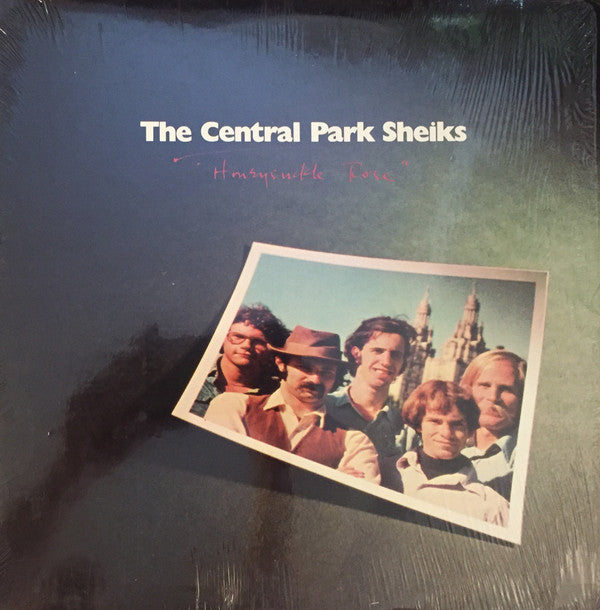 The Central Park Sheiks
"Honeysuckle Rose"